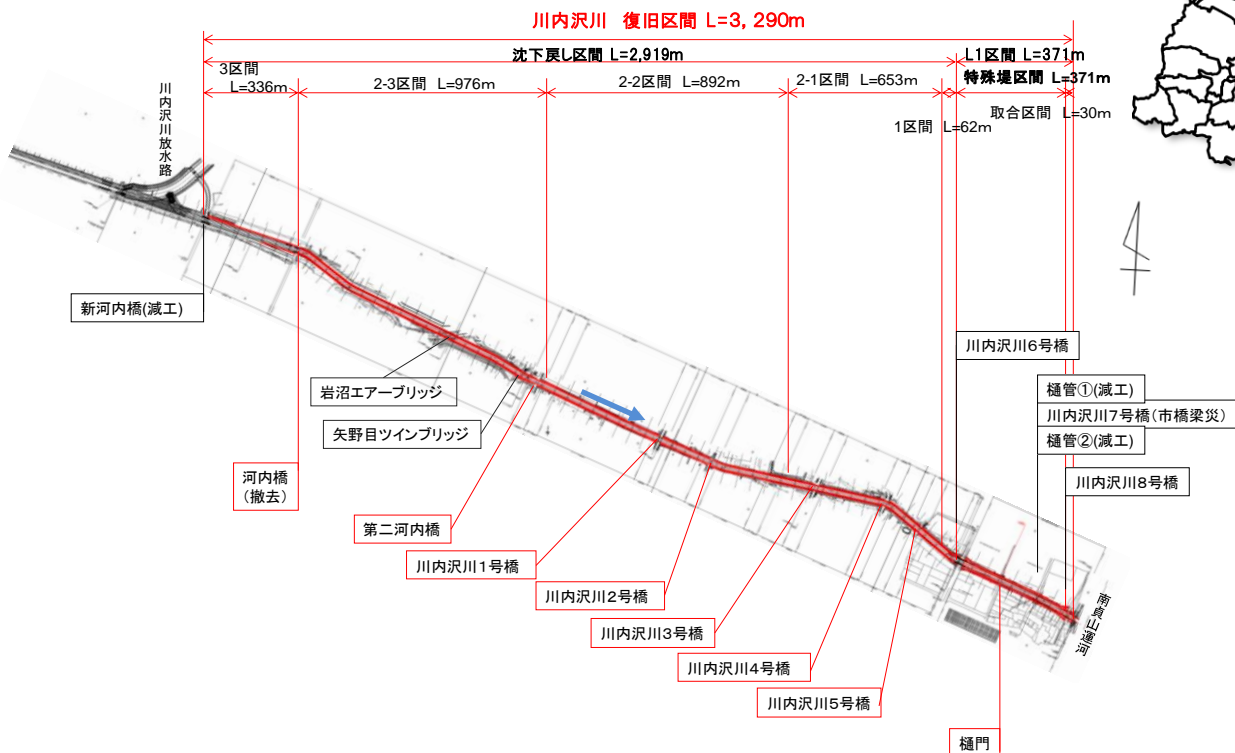 川内沢川 復旧区間 L=3,290m
沈下戻し区間 L=2,919m
L1区間 L=371m
3区間
L=336m
2-3区間 L=976m
2-2区間 L=892m
2-1区間 L=653m
特殊堤区間 L=371m
取合区間 L=30m
1区間 L=62m
川内沢川放水路
新河内橋(減工)
岩沼エアーブリッジ
矢野目ツインブリッジ
河内橋
(撤去)
第二河内橋
川内沢川1号橋
川内沢川2号橋
川内沢川3号橋
川内沢川4号橋
川内沢川5号橋
川内沢川6号橋
樋管①(減工)
川内沢川7号橋(市橋梁災)
樋管②(減工)
川内沢川8号橋
南貞山運河
樋門